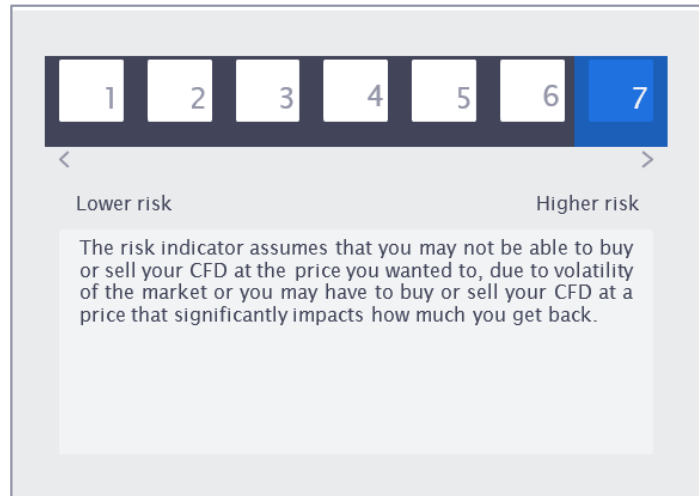 1 2 3 4 5 6 7
< >
Lower risk Higher risk
The risk indicator assumes that you may not be able to buy
or sell your CFD at the price you wanted to, due to volatility
of the market or you may have to buy or sell your CFD at a
price that significantly impacts how much you get back.